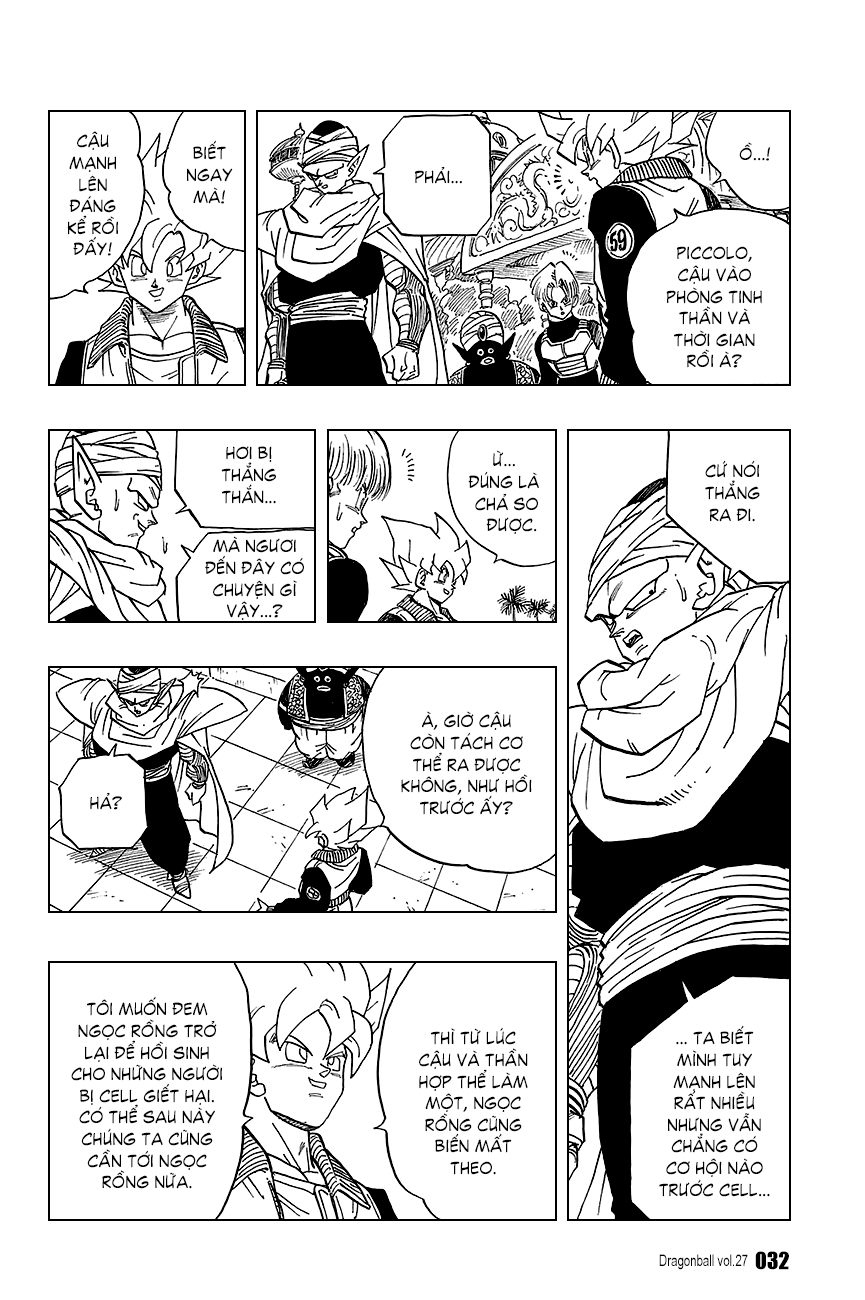 Ồ...!
PICCOLO,
CẬU VÀO
PHÒNG TINH
THẦN VÀ
THỜI GIAN
RỒI À?
PHẢI...
59
BIẾT
NGAY
MÀ!
CẬU
MẠNH
LÊN
ĐÁNG
KỂ RỒI
ĐẤY!
CỨ NÓI
THẲNG
RA ĐI.
... TA BIẾT
MÌNH TUY
MẠNH LÊN
RẤT NHIỀU
NHƯNG VẪN
CHẲNG CÓ
CƠ HỘI NÀO
TRƯỚC CELL...
Ừ...
ĐÚNG LÀ
CHẢ SO
ĐƯỢC.
HƠI BỊ
THẲNG
THẮN...
MÀ NGƯƠI
ĐẾN ĐÂY CÓ
CHUYỆN GÌ
VẬY...?
À, GIỜ CẬU
CÒN TÁCH CƠ
THỂ RA ĐƯỢC
KHÔNG, NHƯ HỒI
TRƯỚC ẤY?
HẢ?
THÌ TỪ LÚC
CẬU VÀ THẦN
HỢP THỂ LÀM
MỘT, NGỌC
RỒNG CŨNG
BIẾN MẤT
THEO.
TÔI MUỐN ĐEM
NGỌC RỒNG TRỞ
LẠI ĐỂ HỒI SINH
CHO NHỮNG NGƯỜI
BỊ CELL GIẾT HẠI.
CÓ THỂ SAU NÀY
CHÚNG TA CŨNG
CẦN TỚI NGỌC
RỒNG NỮA.
Dragonball vol.27 032